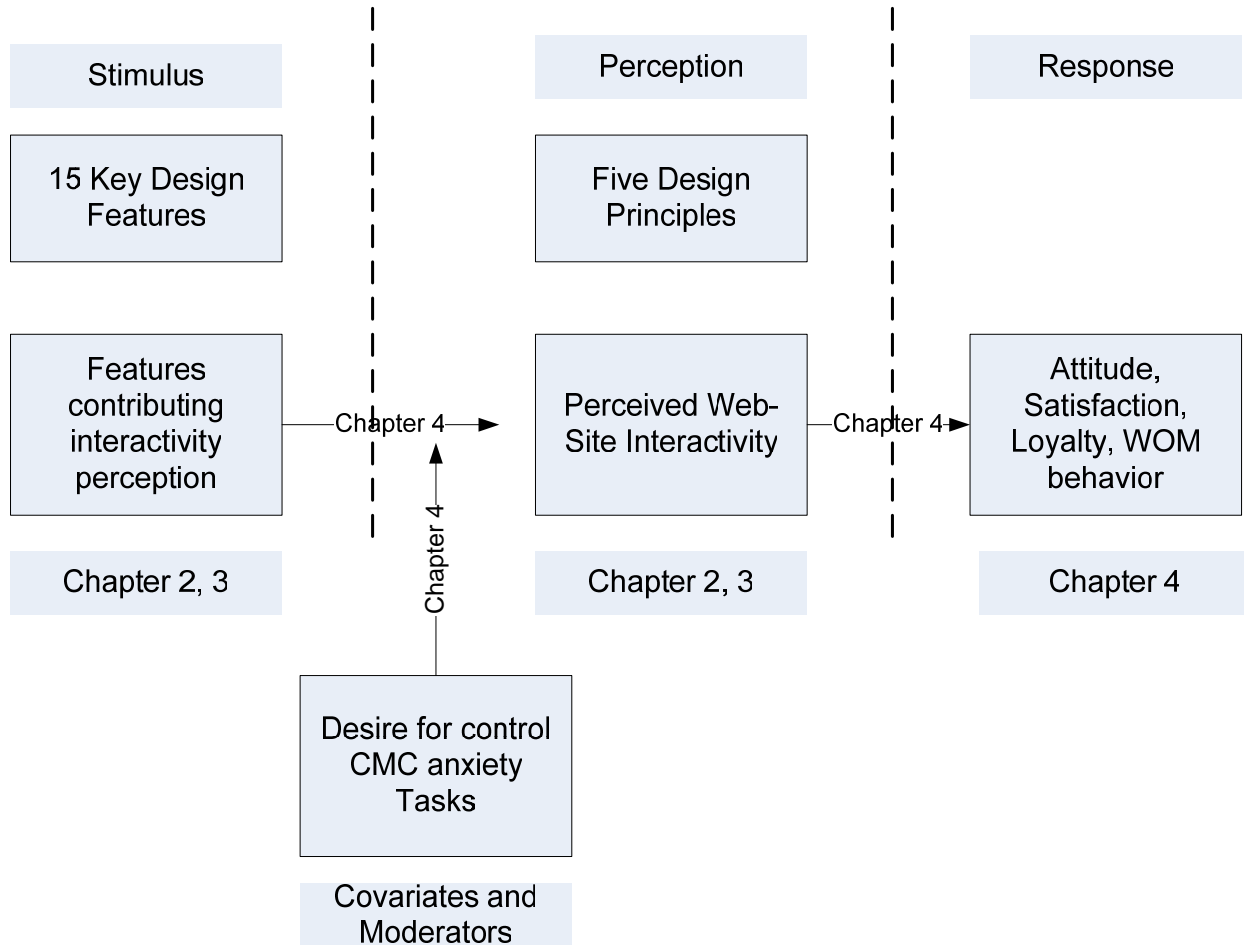 Stimulus
Perception
Response
15 Key Design
Features
Five Design
Principles
Features
contributing
interactivity
perception
Chapter 4
Perceived Web-
Site Interactivity
Chapter 4
Attitude,
Satisfaction,
Loyalty, WOM
behavior
Chapter 4
Chapter 2, 3
Chapter 2, 3
Chapter 4
Desire for control
CMC anxiety
Tasks
Covariates and
Moderators